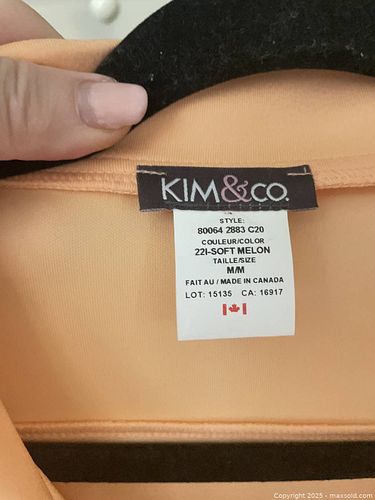 KIM&CO.
STYLE:
80064 2883 C20
COULEUR/COLOR
22I-SOFT MELON
TAILLE/SIZE
M/M
FAIT AU / MADE IN CANADA
LOT: 15135 CA: 16917
Copyright 2025 - maxsold.com